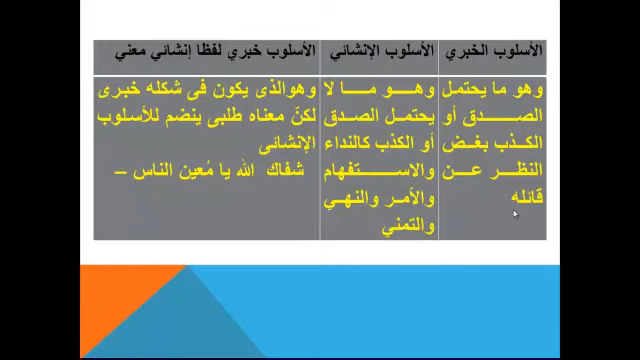 الأسلوب الخبري
الأسلوب الإنشائي
الأسلوب خبري لفظا إنشائي معني
وهو ما يحتمل
الصدق أو
الكذب بغض
النظر عن
قائله
وهو ما لا
يحتمل الصدق
أو الكذب كالنداء
والاستفهام
والأمر والنهي
والتمني
وهوالذى يكون فى شكله خبرى
لكنّ معناه طلبى ينضم للأسلوب
الإنشائى
شفاك الله يا مُعين الناس –